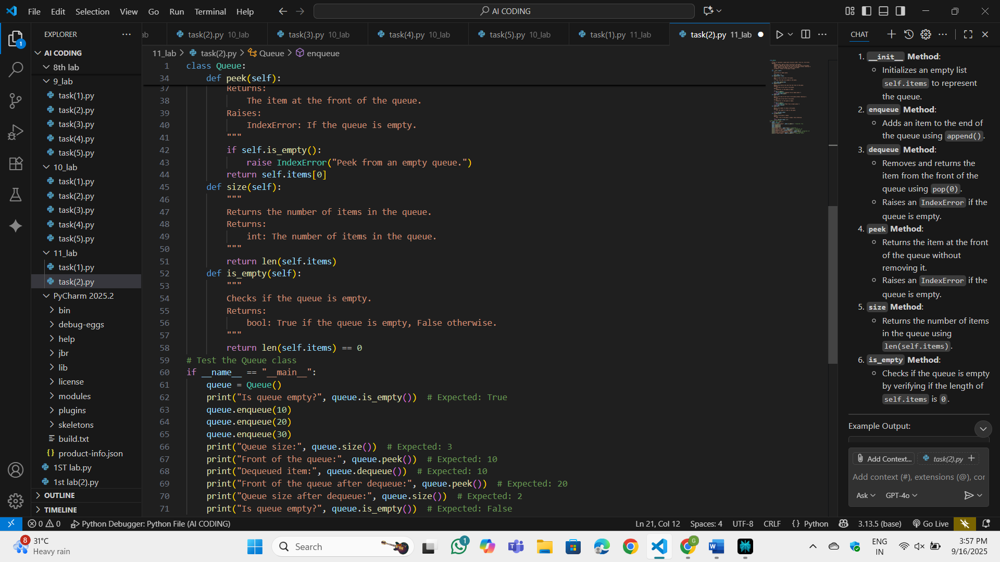 File Edit Selection View Go Run Terminal Help
AI CODING
EXPLORER
AI CODING
8th lab
9_lab
task(1).py
task(2).py
task(3).py
task(4).py
task(5).py
10_lab
task(1).py
task(2).py
task(3).py
task(4).py
task(5).py
11_lab
task(1).py
task(2).py
PyCharm 2025.2
bin
debug-eggs
help
jbr
lib
license
modules
plugins
skeletons
build.txt
product-info.json
1ST lab.py
1st lab(2).py
OUTLINE
TIMELINE
ab task(2).py 10_lab task(3).py 10_lab task(4).py 10_lab task(5).py 10_lab task(1).py 11_lab task(2).py 11_lab
11_lab > task(2).py > Queue > enqueue
1 class Queue:
34 def peek(self):
37 Returns:
38 The item at the front of the queue.
39 Raises:
40 IndexError: If the queue is empty.
41 """
42 if self.is_empty():
43 raise IndexError("Peek from an empty queue.")
44 return self.items[0]
45 def size(self):
46 """
47 Returns the number of items in the queue.
48 Returns:
49 int: The number of items in the queue.
50 """
51 return len(self.items)
52 def is_empty(self):
53 """
54 Checks if the queue is empty.
55 Returns:
56 bool: True if the queue is empty, False otherwise.
57 """
58 return len(self.items) == 0
59 # Test the Queue class
60 if __name__ == "__main__":
61 queue = Queue()
62 print("Is queue empty?", queue.is_empty())  # Expected: True
63 queue.enqueue(10)
64 queue.enqueue(20)
65 queue.enqueue(30)
66 print("Queue size:", queue.size())  # Expected: 3
67 print("Front of the queue:", queue.peek())  # Expected: 10
68 print("Dequeued item:", queue.dequeue())  # Expected: 10
69 print("Front of the queue after dequeue:", queue.peek())  # Expected: 20
70 print("Queue size after dequeue:", queue.size())  # Expected: 2
71 print("Is queue empty?", queue.is_empty())  # Expected: False
CHAT
1. __init__ Method:
Initializes an empty list
self.items to represent
the queue.
2. enqueue Method:
Adds an item to the end of
the queue using append().
3. dequeue Method:
Removes and returns the
item from the front of the
queue using pop(0).
Raises an IndexError if the
queue is empty.
4. peek Method:
Returns the item at the front
of the queue without
removing it.
Raises an IndexError if the
queue is empty.
5. size Method:
Returns the number of items
in the queue using
len(self.items).
6. is_empty Method:
Checks if the queue is empty
by verifying if the length of
self.items is 0.
Example Output:
Add Context... task(2).py
Add context (#), extensions (@), cor
Ask GPT-4o
0 0 Python Debugger: Python File (AI CODING)
Ln 21, Col 12 Spaces: 4 UTF-8 CRLF {} Python 3.13.5 (base) Go Live
8 31°C
Heavy rain
Search
1
ENG
IN
3:57 PM
9/16/2025